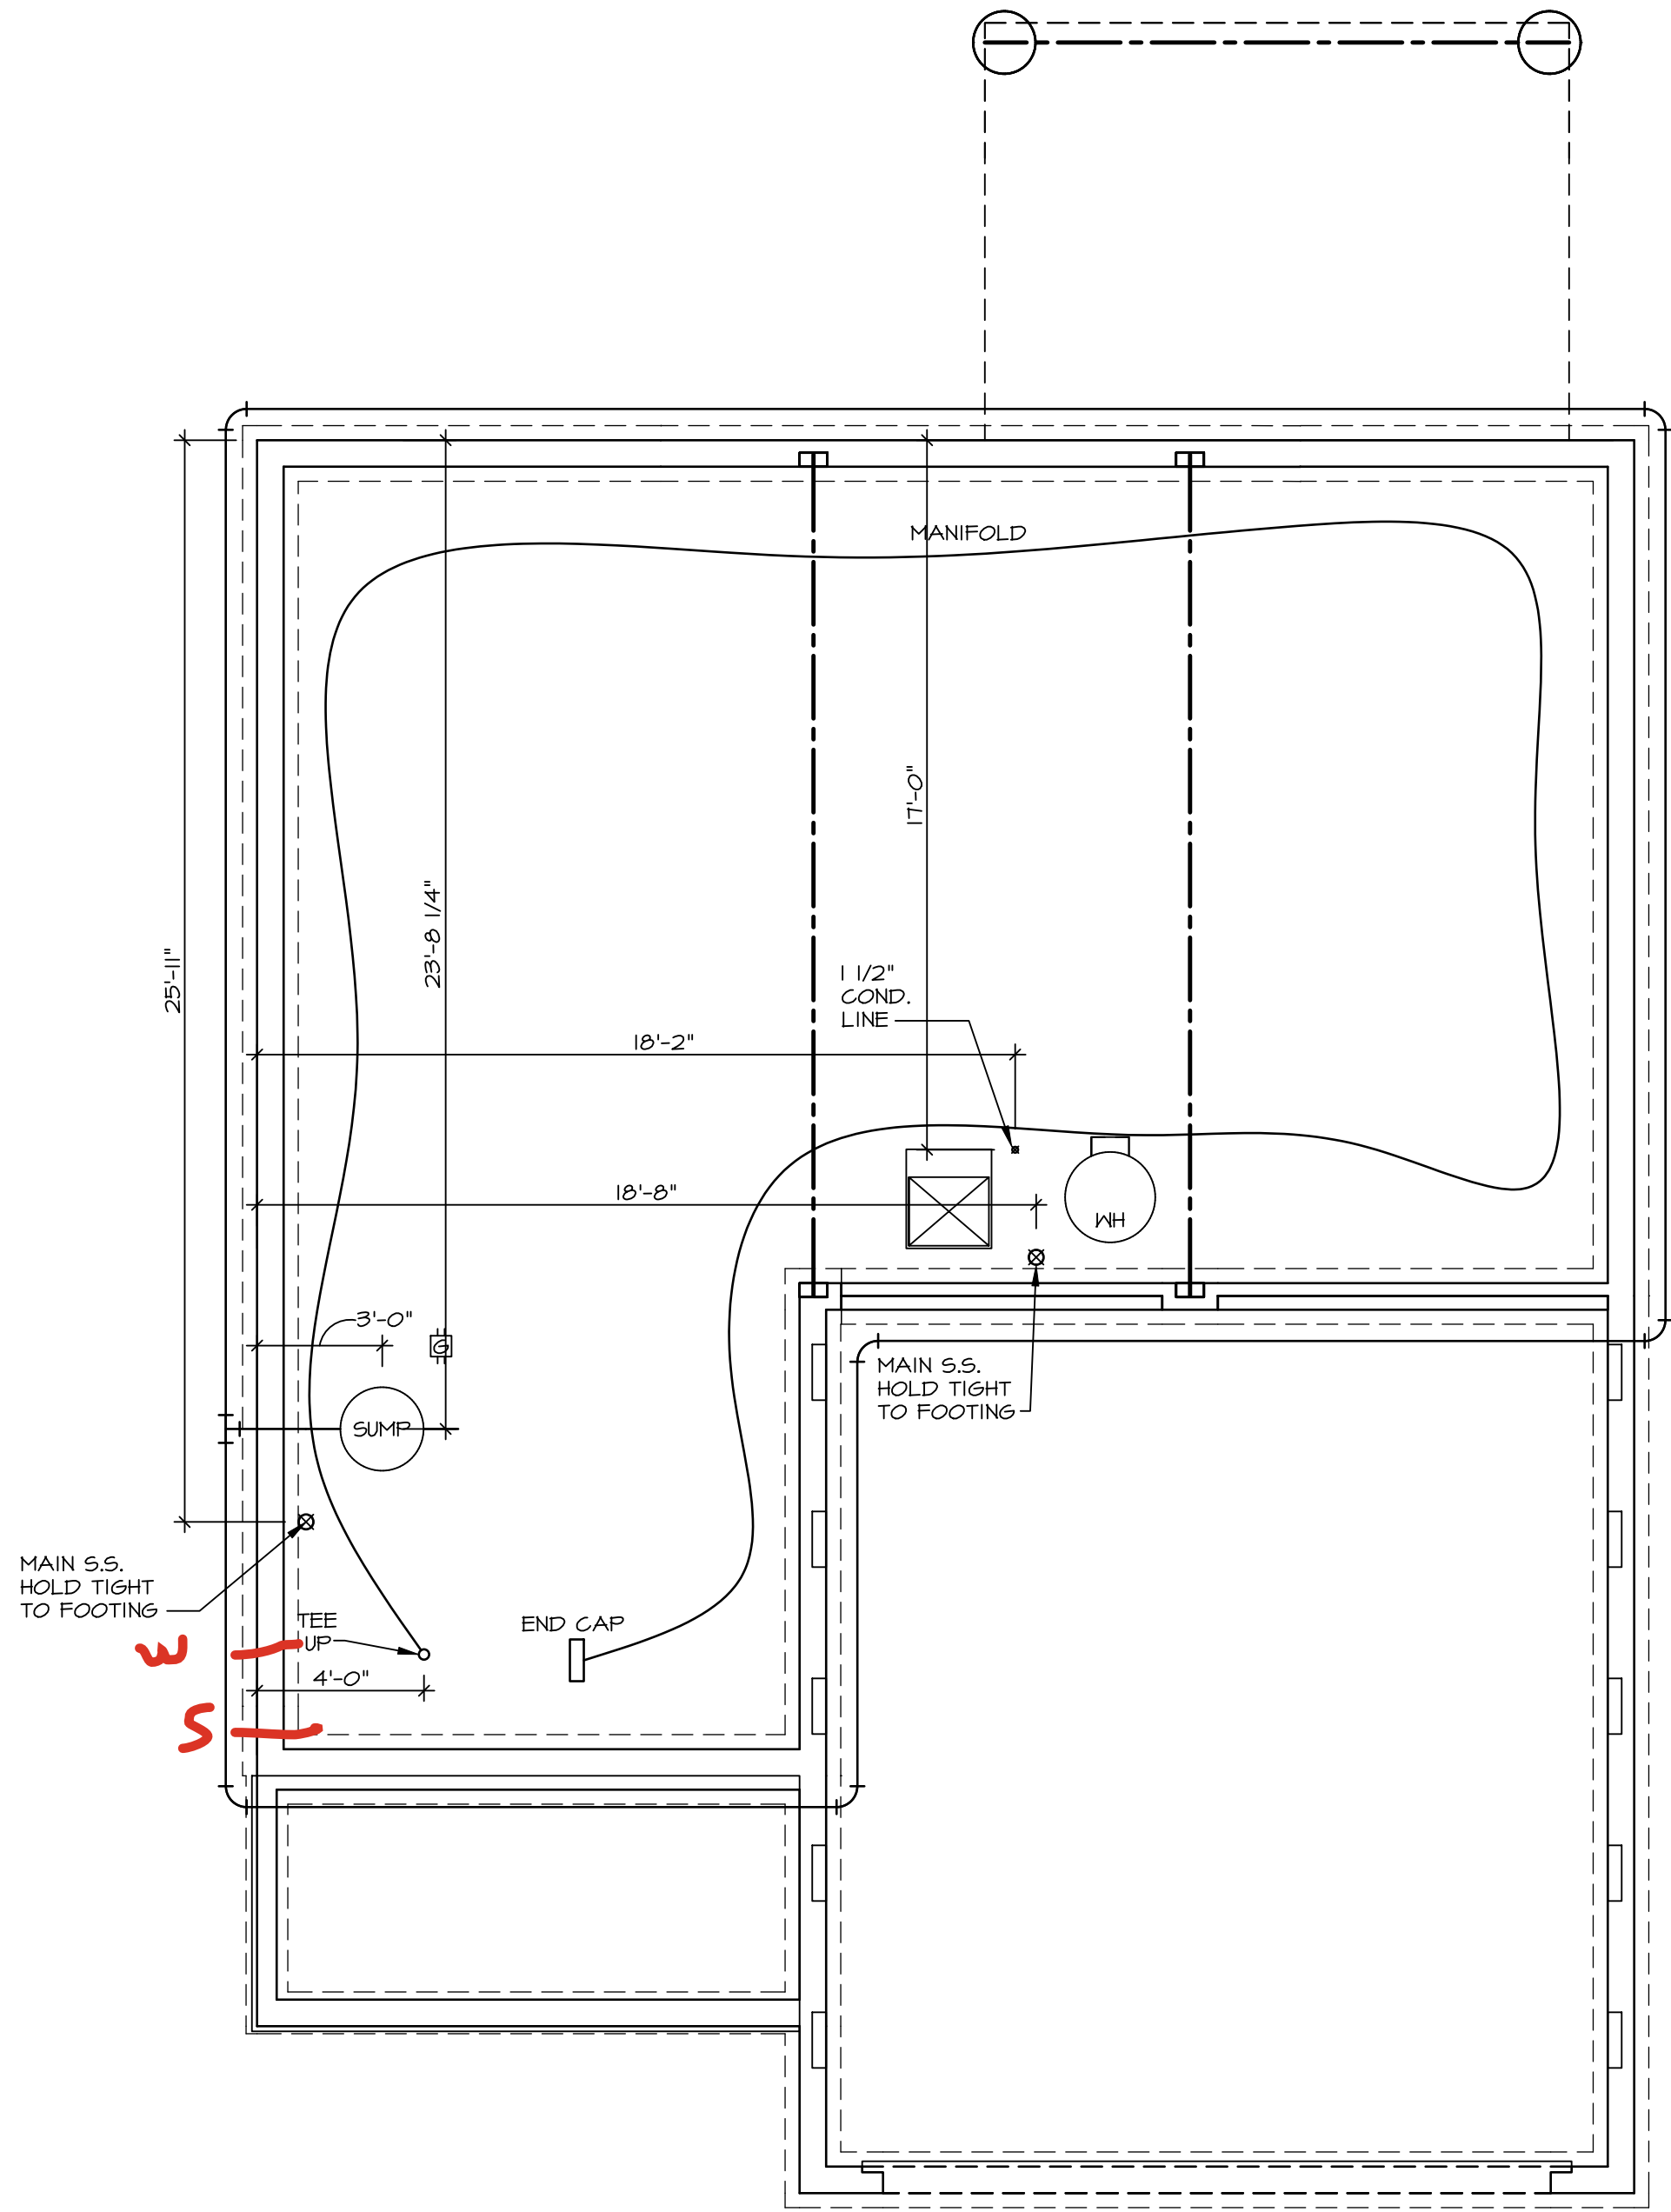 MANIFOLD
17'-0"
23'-8 1/4"
25'-11"
1 1/2"
COND.
LINE
18'-2"
18'-8"
WH
3'-0"
G
SUMP
MAIN S.S.
HOLD TIGHT
TO FOOTING
MAIN S.S.
HOLD TIGHT
TO FOOTING
TEE
UP
END CAP
W
4'-0"
S